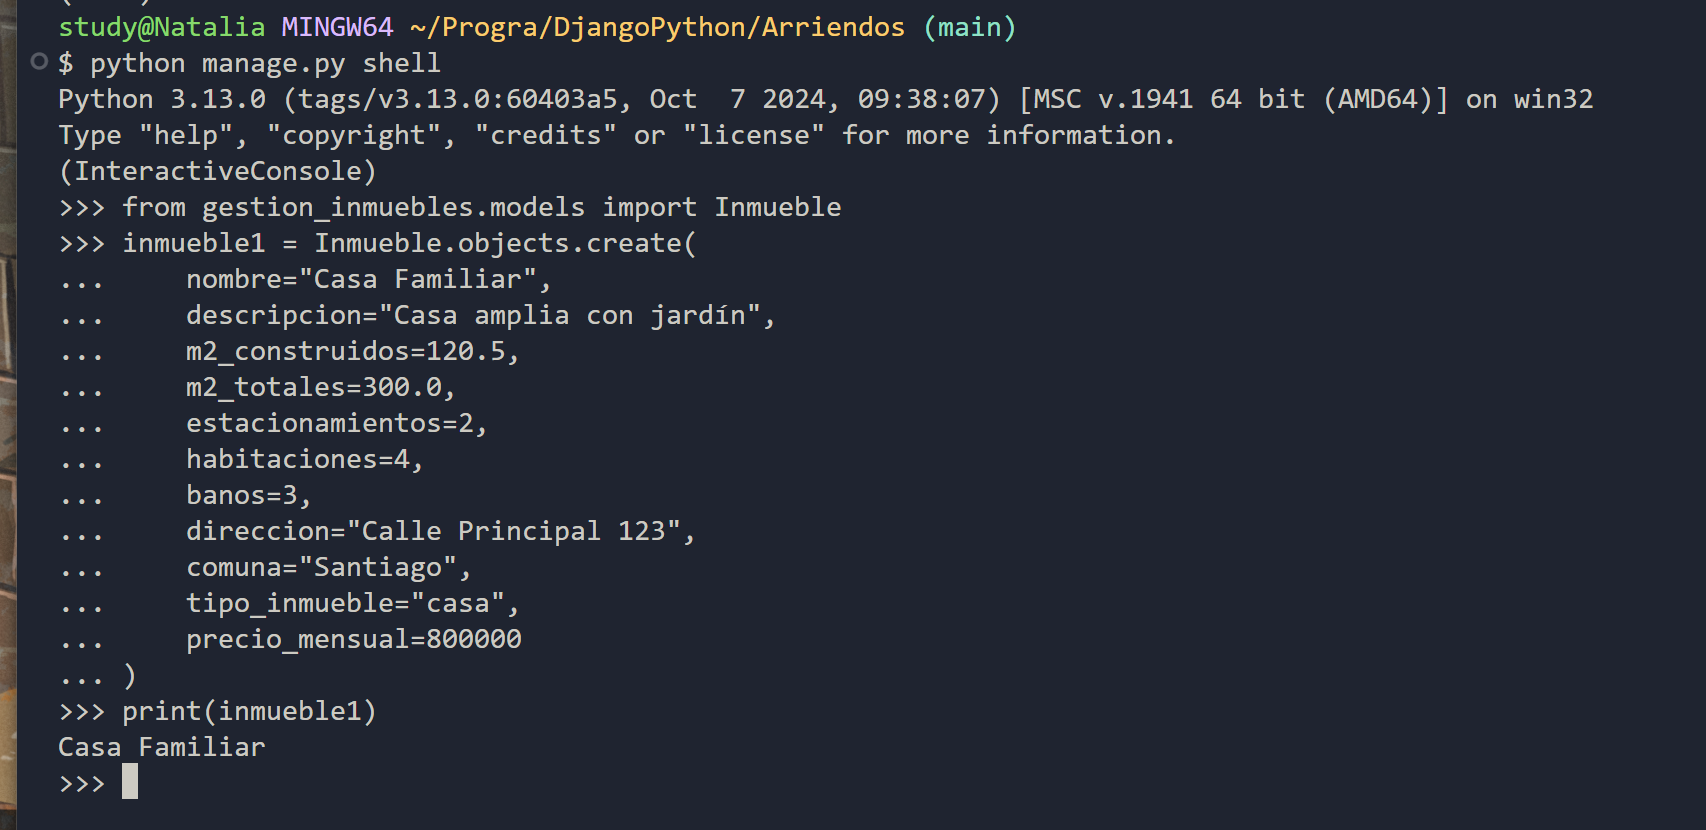 study@Natalia MINGW64 ~/Progra/DjangoPython/Arriendos (main)
$ python manage.py shell
Python 3.13.0 (tags/v3.13.0:60403a5, Oct  7 2024, 09:38:07) [MSC v.1941 64 bit (AMD64)] on win32
Type "help", "copyright", "credits" or "license" for more information.
(InteractiveConsole)
>>> from gestion_inmuebles.models import Inmueble
>>> inmueble1 = Inmueble.objects.create(
...     nombre="Casa Familiar",
...     descripcion="Casa amplia con jardín",
...     m2_construidos=120.5,
...     m2_totales=300.0,
...     estacionamientos=2,
...     habitaciones=4,
...     banos=3,
...     direccion="Calle Principal 123",
...     comuna="Santiago",
...     tipo_inmueble="casa",
...     precio_mensual=800000
... )
>>> print(inmueble1)
Casa Familiar
>>>